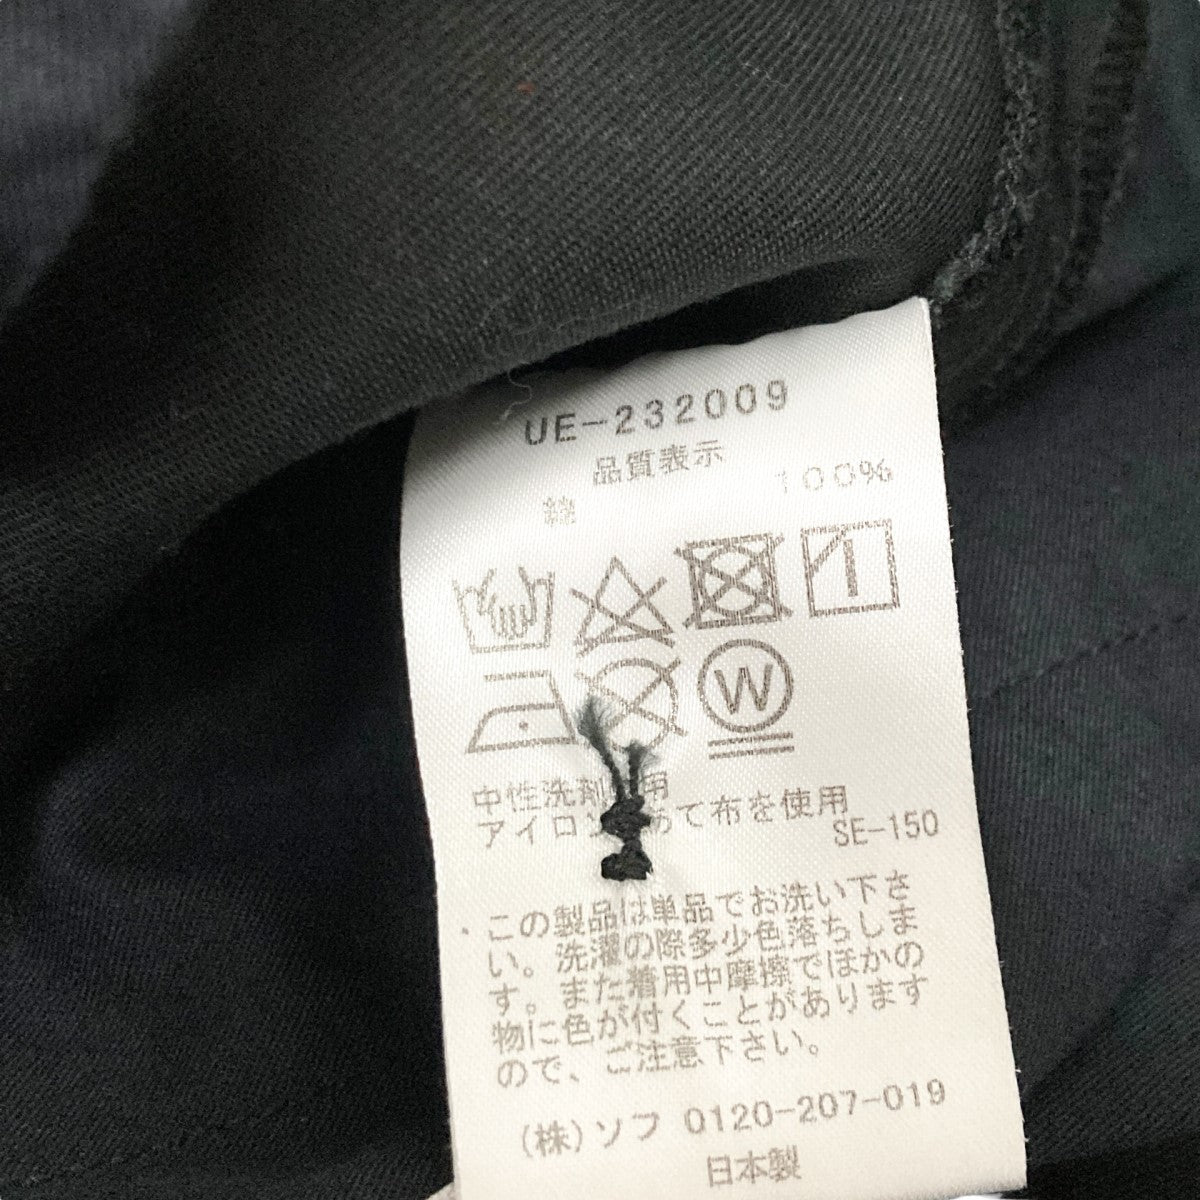 UE-232009
品質表示
綿 100%
W
中性洗剤 用
アイロン あて布を使用
SE-150
この製品は単品でお洗い下さ
い。洗濯の際多少色落ちしま
す。また着用中摩擦でほかの
物に色が付くことがあります
ので、ご注意下さい。
(株)ソフ 0120-207-019
日本製